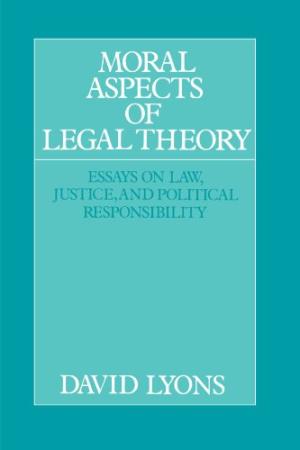 MORAL
ASPECTS
OF
LEGAL THEORY
ESSAYS ON LAW,
JUSTICE, AND POLITICAL
RESPONSIBILITY
DAVID LYONS